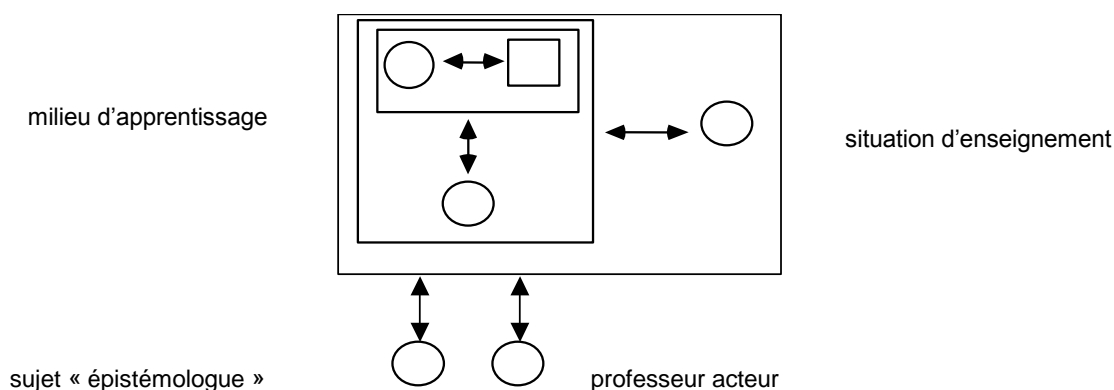 milieu d’apprentissage
situation d’enseignement
sujet « épistémologue »
professeur acteur